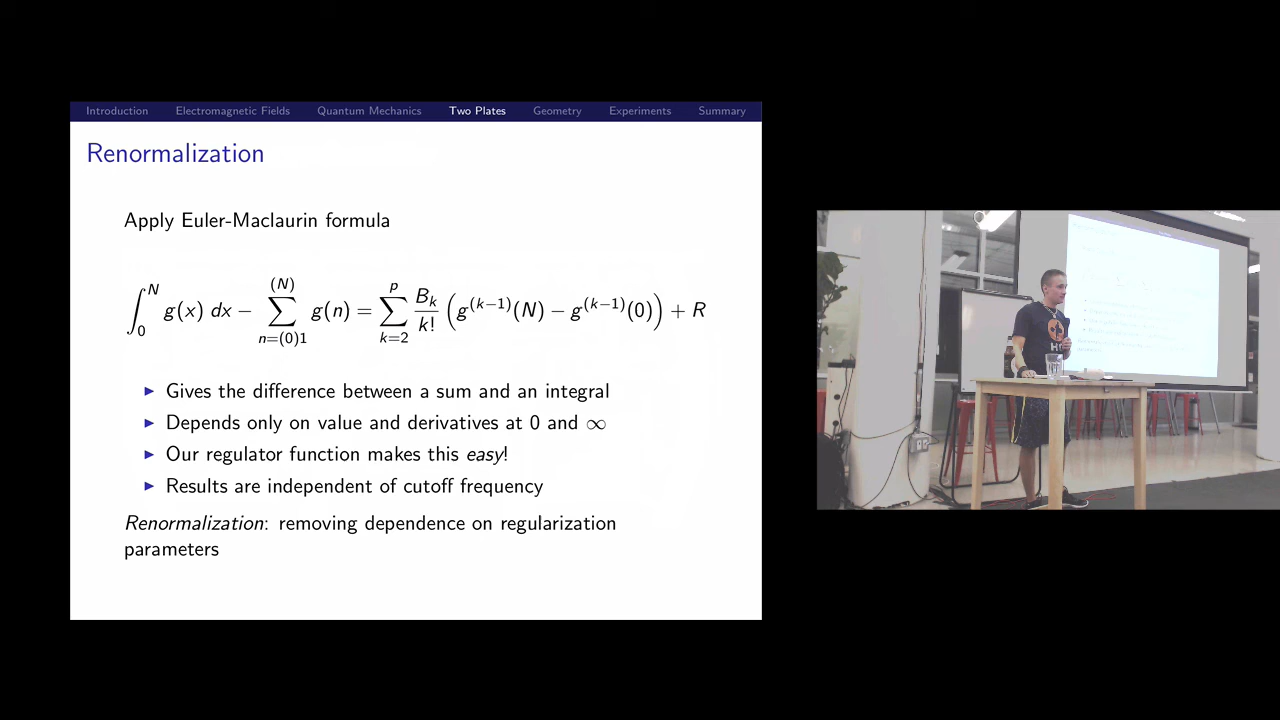 Introduction Electromagnetic Fields Quantum Mechanics Two Plates Geometry Experiments Summary
Renormalization
Apply Euler-Maclaurin formula
∫₀ᴺ g(x) dx − ∑_{n=(0)1}^{(N)} g(n) = ∑_{k=2}^{p} B_k/k! (g^{(k−1)}(N) − g^{(k−1)}(0)) + R
▶ Gives the difference between a sum and an integral
▶ Depends only on value and derivatives at 0 and ∞
▶ Our regulator function makes this easy!
▶ Results are independent of cutoff frequency
Renormalization: removing dependence on regularization
parameters